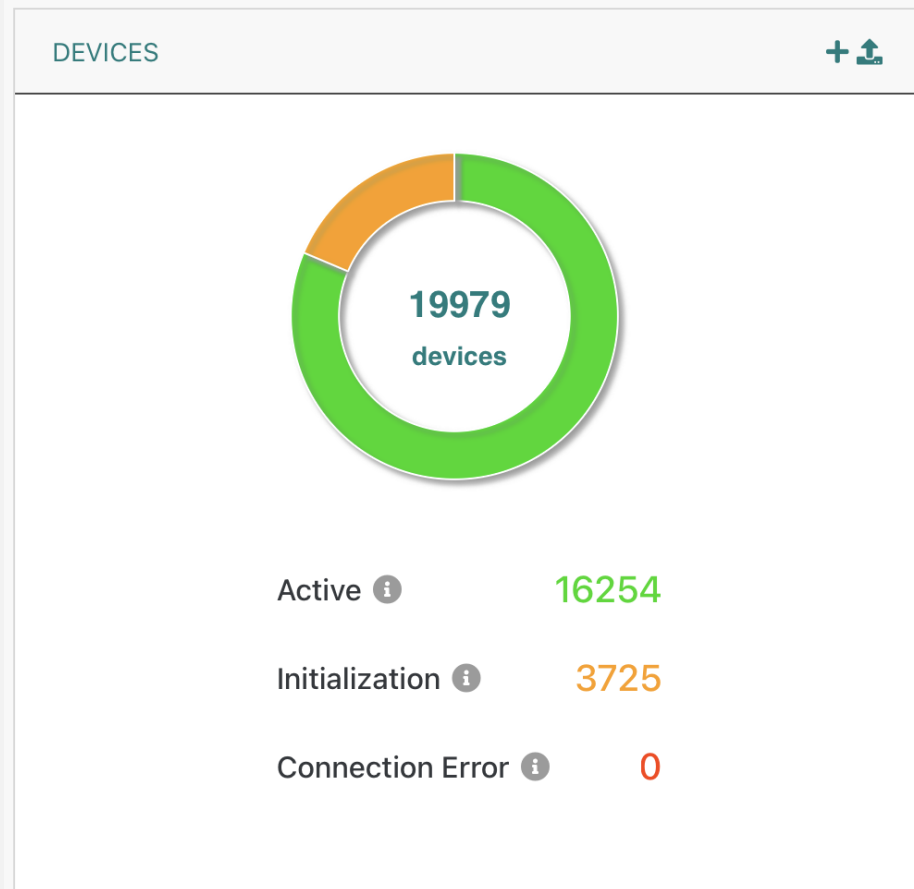 DEVICES
19979
devices
Active 16254
Initialization 3725
Connection Error 0